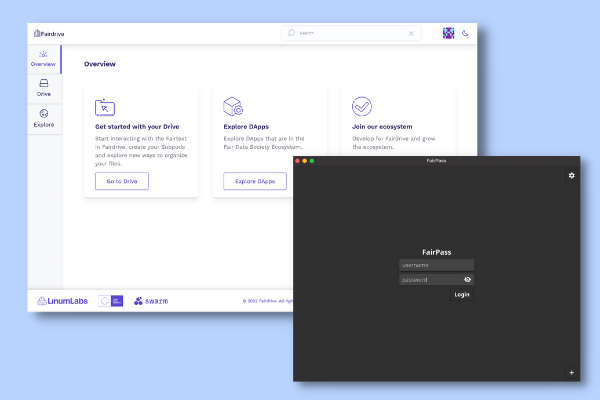 Fairdrive
Search
Overview
Drive
Explore
Overview
Get started with your Drive
Start interacting with the Fairtext
in Fairdrive, create your Subpods
and explore new ways to organize
your files.
Go to Drive
Explore DApps
Explore DApps that are in the
Fair Data Society Ecosystem.
Explore DApps
Join our ecosystem
Develop for Fairdrive and grow
the ecosystem.
LinumLabs
swarm
© 2022 Fairdrive. All
FairPass
FairPass
username
password
Login